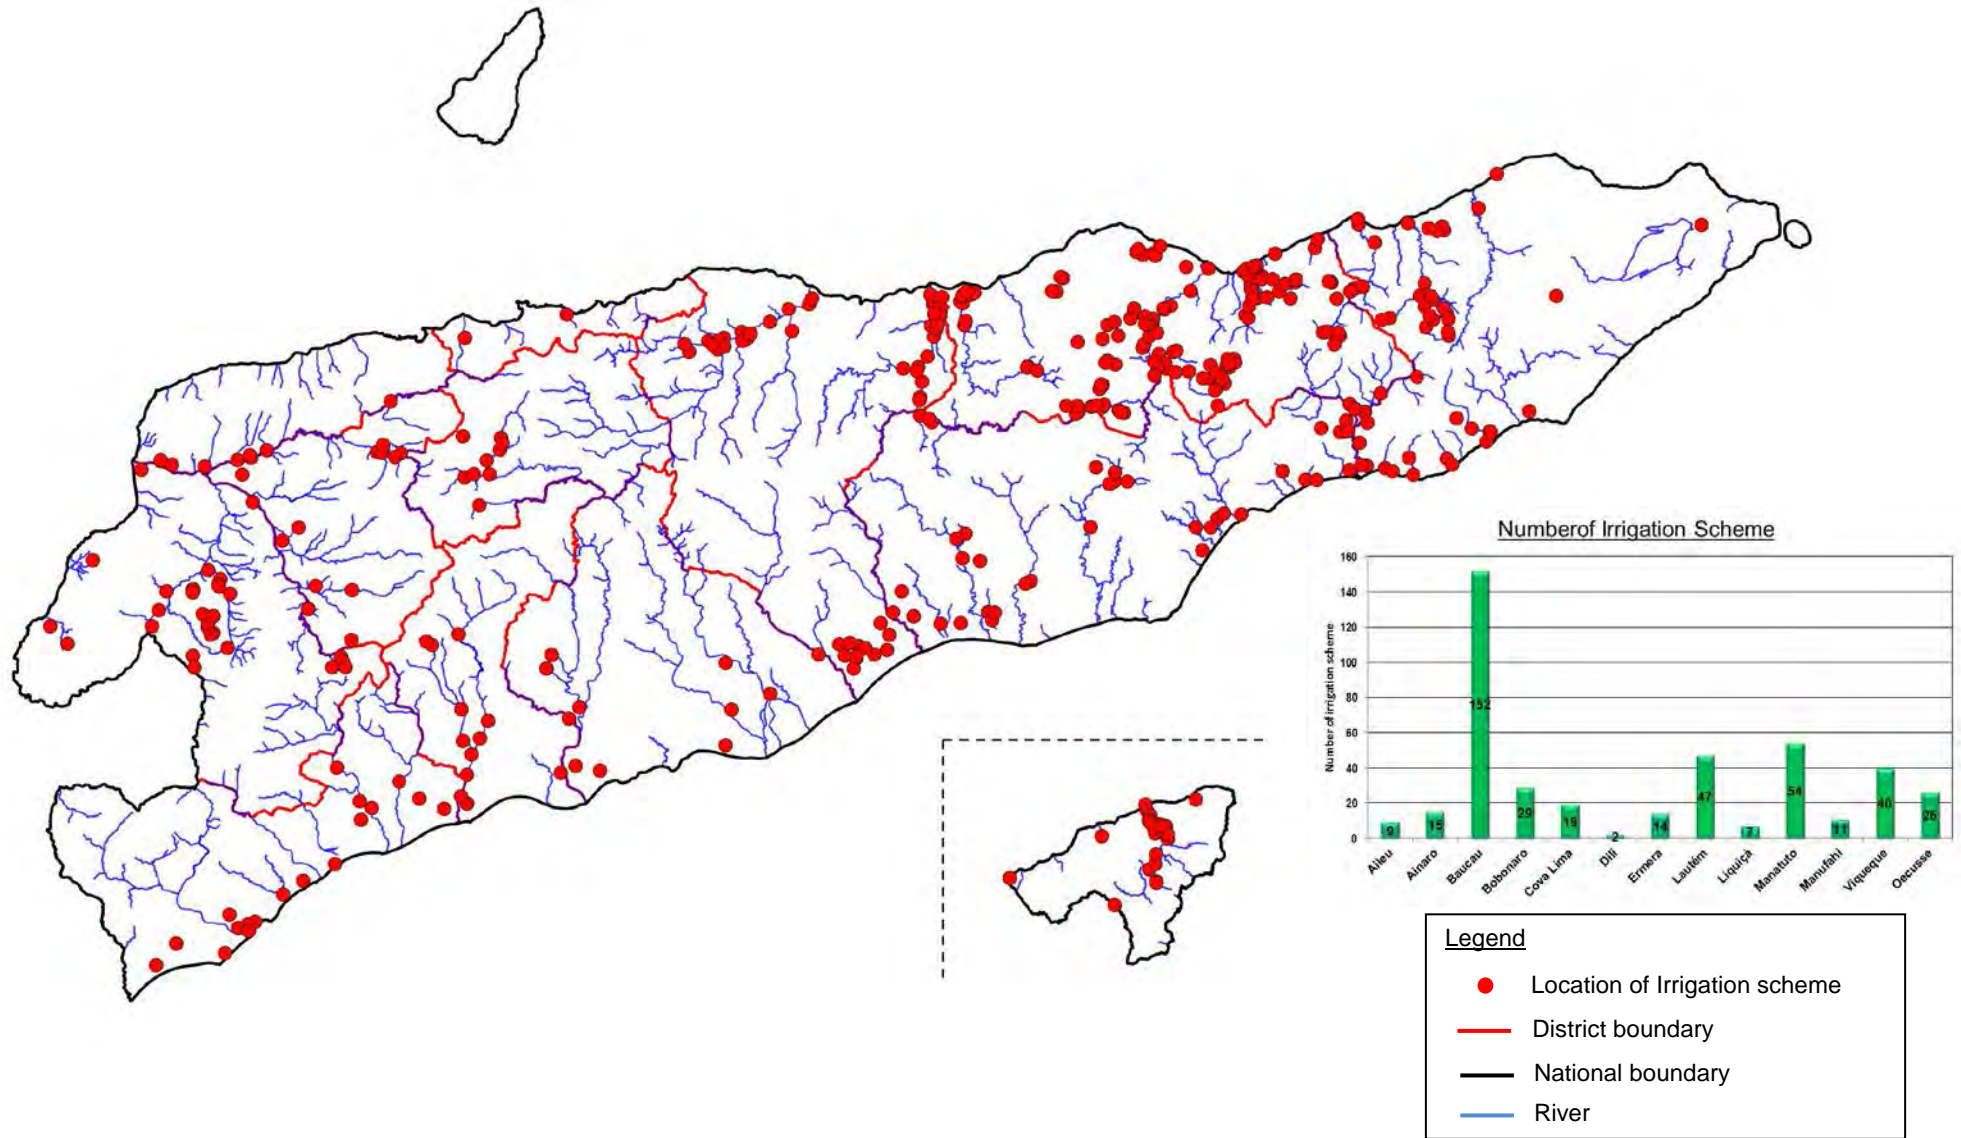 Numberof Irrigation Scheme
Number of irrigation scheme
160
140
120
100
80
60
40
20
0
9
15
152
29
19
2
14
47
7
54
11
40
26
Aileu
Ainaro
Baucau
Bobonaro
Cova Lima
Dili
Ermera
Lautém
Liquiçá
Manatuto
Manufahi
Viqueque
Oecusse
Legend
Location of Irrigation scheme
District boundary
National boundary
River